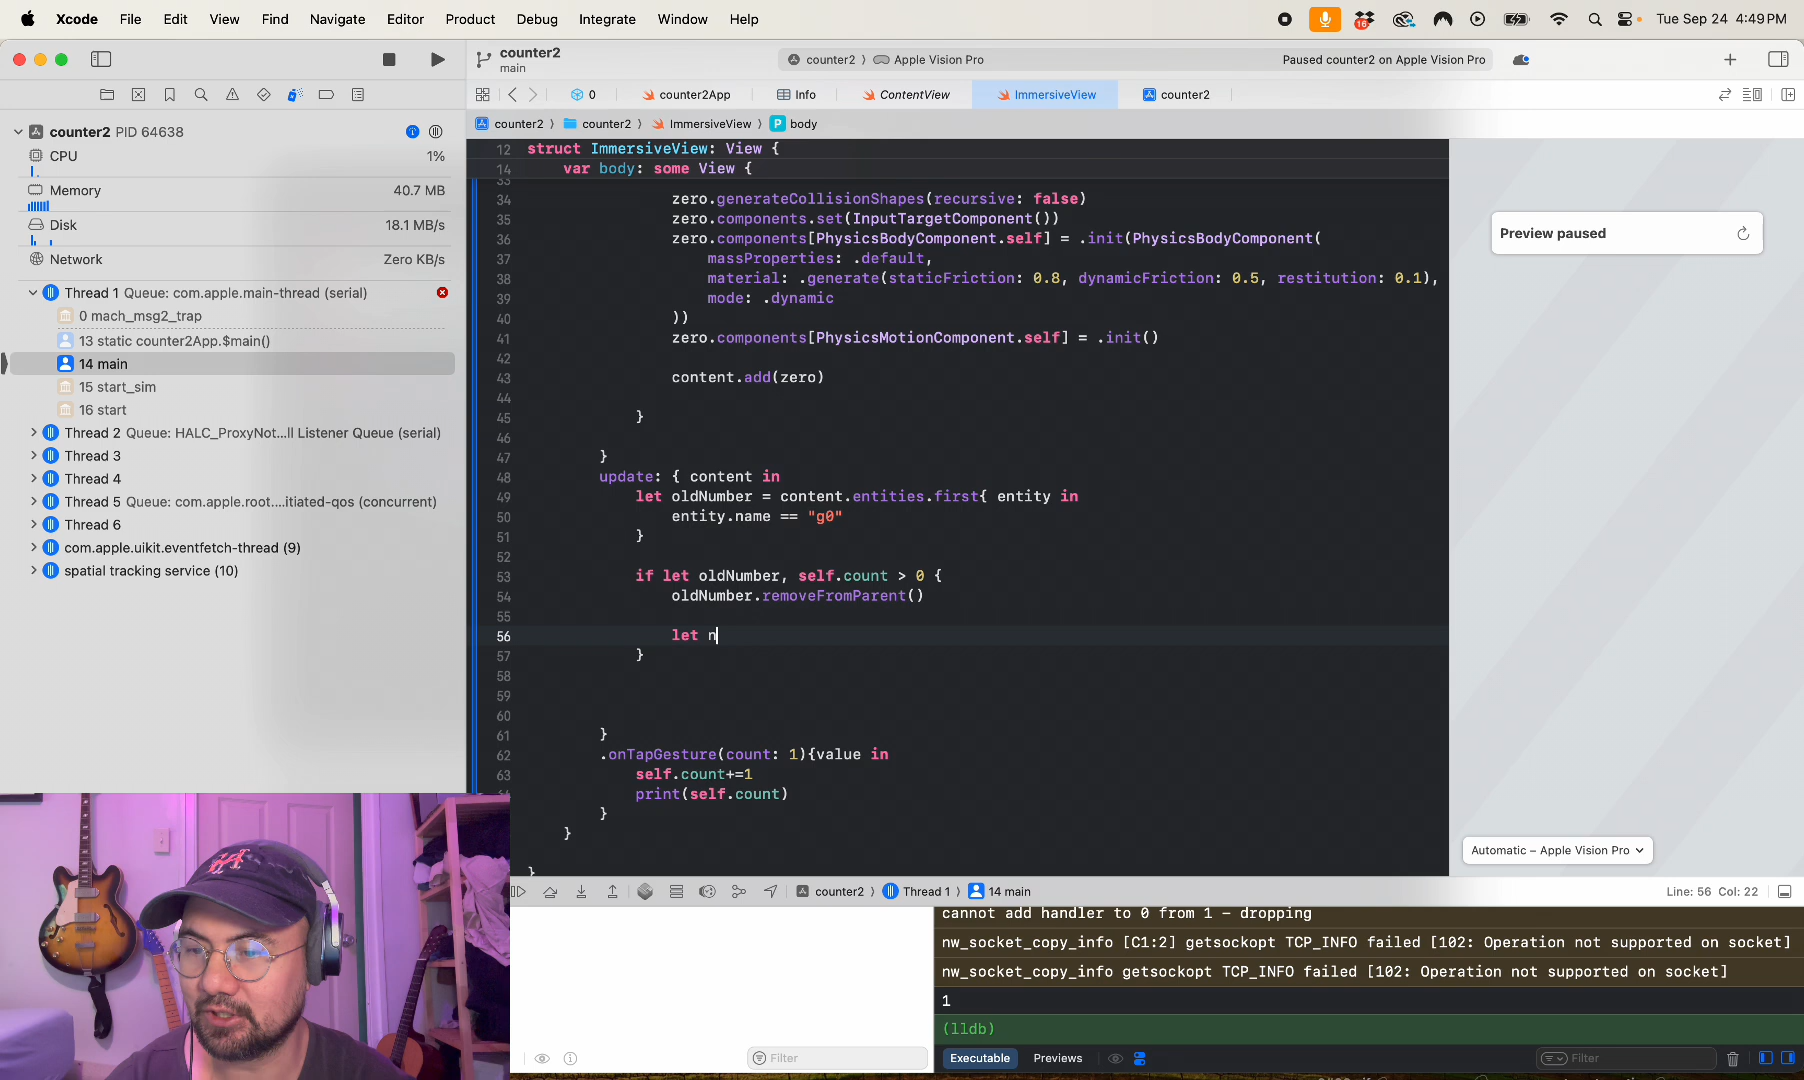 Xcode File Edit View Find Navigate Editor Product Debug Integrate Window Help
16
Tue Sep 24 4:49 PM
counter2
main
counter2 〉 Apple Vision Pro
Paused counter2 on Apple Vision Pro
0 counter2App Info ContentView ImmersiveView counter2
counter2 〉 counter2 〉 ImmersiveView 〉 P body
counter2 PID 64638
CPU 1%
Memory 40.7 MB
Disk 18.1 MB/s
Network Zero KB/s
Thread 1 Queue: com.apple.main-thread (serial)
0 mach_msg2_trap
13 static counter2App.$main()
14 main
15 start_sim
16 start
Thread 2 Queue: HALC_ProxyNot...ll Listener Queue (serial)
Thread 3
Thread 4
Thread 5 Queue: com.apple.root....itiated-qos (concurrent)
Thread 6
com.apple.uikit.eventfetch-thread (9)
spatial tracking service (10)
12 struct ImmersiveView: View {
14 var body: some View {
33
34 zero.generateCollisionShapes(recursive: false)
35 zero.components.set(InputTargetComponent())
36 zero.components[PhysicsBodyComponent.self] = .init(PhysicsBodyComponent(
37 massProperties: .default,
38 material: .generate(staticFriction: 0.8, dynamicFriction: 0.5, restitution: 0.1),
39 mode: .dynamic
40 ))
41 zero.components[PhysicsMotionComponent.self] = .init()
42
43 content.add(zero)
44
45 }
46
47 }
48 update: { content in
49 let oldNumber = content.entities.first{ entity in
50 entity.name == "g0"
51 }
52
53 if let oldNumber, self.count > 0 {
54 oldNumber.removeFromParent()
55
56 let n
57 }
58
59
60
61 }
62 .onTapGesture(count: 1){value in
63 self.count+=1
print(self.count)
}
}
}
Preview paused
Automatic – Apple Vision Pro
counter2 〉 Thread 1 〉 14 main
Line: 56 Col: 22
cannot add handler to 0 from 1 - dropping
nw_socket_copy_info [C1:2] getsockopt TCP_INFO failed [102: Operation not supported on socket]
nw_socket_copy_info getsockopt TCP_INFO failed [102: Operation not supported on socket]
1
(lldb)
Filter
Executable Previews
Filter